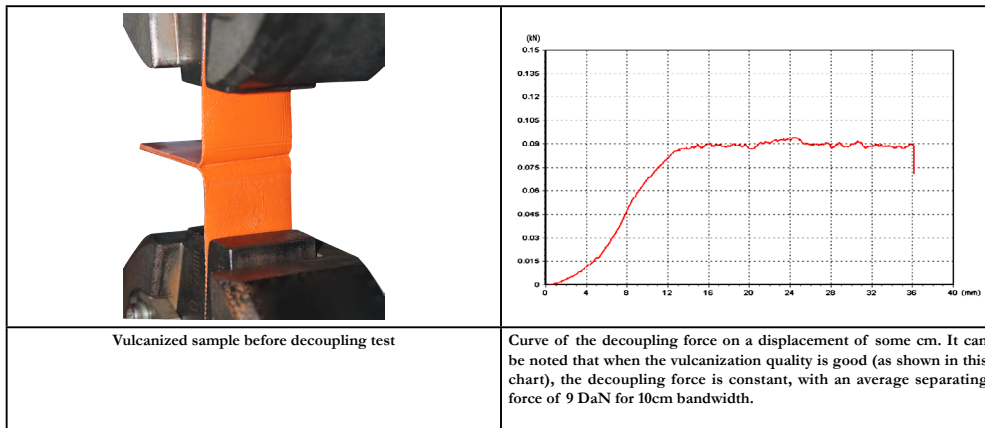 (kN)
0.15
0.135
0.12
0.105
0.09
0.075
0.06
0.045
0.03
0.015
0
0 4 8 12 16 20 24 28 32 36 40 (mm)
Vulcanized sample before decoupling test
Curve of the decoupling force on a displacement of some cm. It can
be noted that when the vulcanization quality is good (as shown in this
chart), the decoupling force is constant, with an average separating
force of 9 DaN for 10cm bandwidth.